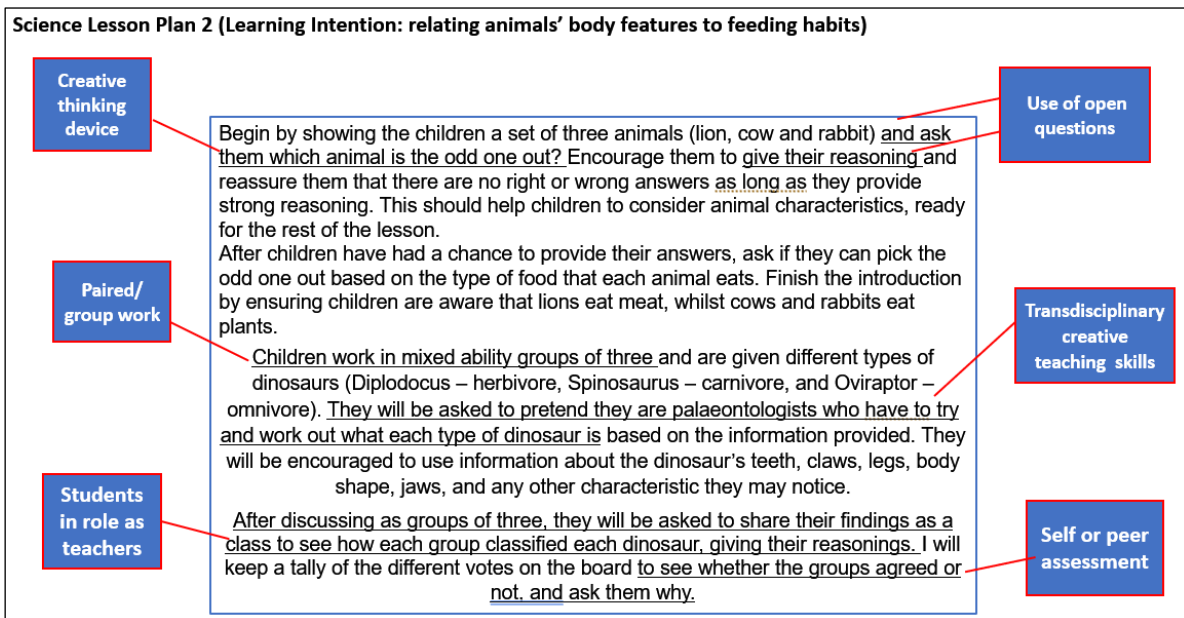 Science Lesson Plan 2 (Learning Intention: relating animals' body features to feeding habits)
Creative
thinking
device
Use of open
questions
Begin by showing the children a set of three animals (lion, cow and rabbit) and ask
them which animal is the odd one out? Encourage them to give their reasoning and
reassure them that there are no right or wrong answers as long as they provide
strong reasoning. This should help children to consider animal characteristics, ready
for the rest of the lesson.
After children have had a chance to provide their answers, ask if they can pick the
odd one out based on the type of food that each animal eats. Finish the introduction
by ensuring children are aware that lions eat meat, whilst cows and rabbits eat
plants.
Paired/
group work
Transdisciplinary
creative
teaching skills
Children work in mixed ability groups of three and are given different types of
dinosaurs (Diplodocus – herbivore, Spinosaurus – carnivore, and Oviraptor –
omnivore). They will be asked to pretend they are palaeontologists who have to try
and work out what each type of dinosaur is based on the information provided. They
will be encouraged to use information about the dinosaur's teeth, claws, legs, body
shape, jaws, and any other characteristic they may notice.
Students
in role as
teachers
Self or peer
assessment
After discussing as groups of three, they will be asked to share their findings as a
class to see how each group classified each dinosaur, giving their reasonings. I will
keep a tally of the different votes on the board to see whether the groups agreed or
not, and ask them why.